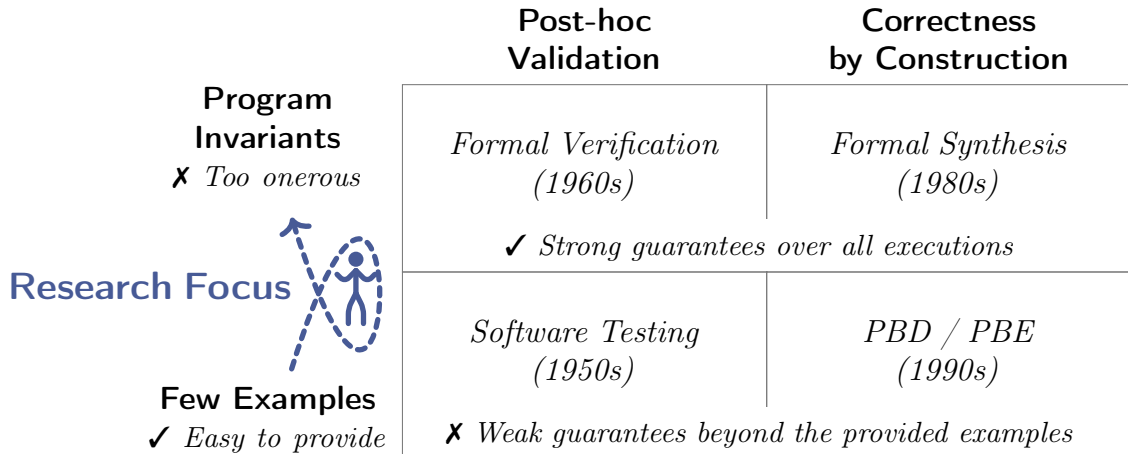 Post-hoc
Validation
Correctness
by Construction
Program
Invariants
✗ Too onerous
Formal Verification
(1960s)
Formal Synthesis
(1980s)
✓ Strong guarantees over all executions
Research Focus
Software Testing
(1950s)
PBD / PBE
(1990s)
Few Examples
✓ Easy to provide
✗ Weak guarantees beyond the provided examples